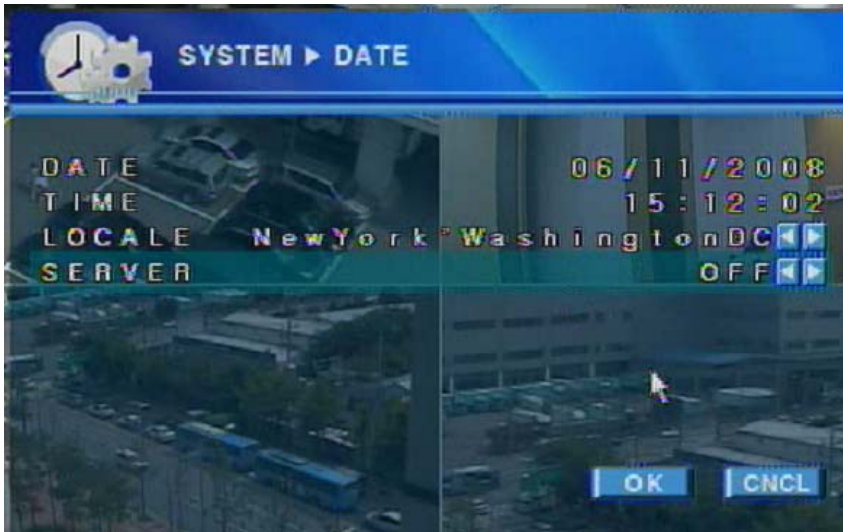 SYSTEM ▶ DATE
DATE 06/11/2008
TIME 15:12:02
LOCALE NewYork*WashingtonDC
SERVER OFF
OK CNCL